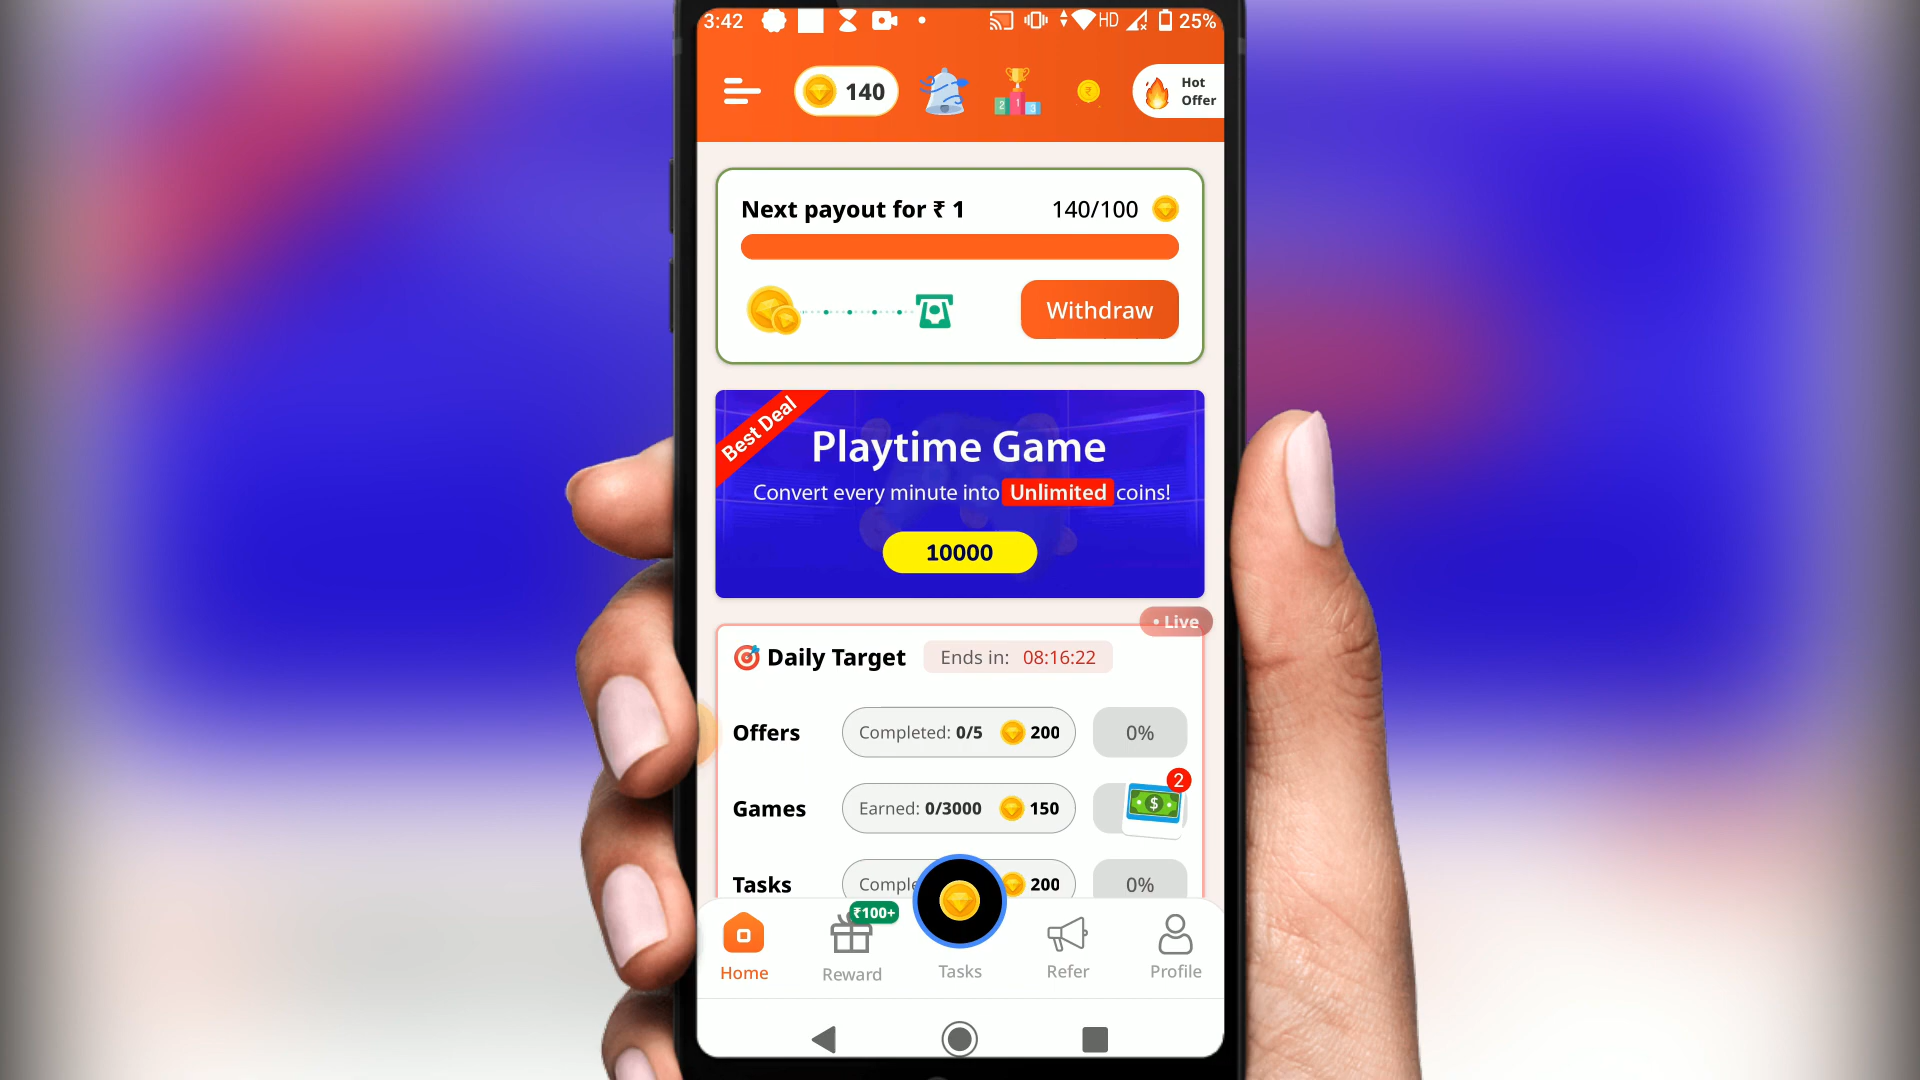 3:42 HD 25%
140
Hot
Offer
Next payout for ₹ 1 140/100
Withdraw
Best Deal
Playtime Game
Convert every minute into Unlimited coins!
10000
• Live
Daily Target Ends in: 08:16:22
Offers Completed: 0/5 200 0%
Games Earned: 0/3000 150 2
Tasks Comple 200 0%
₹100+
Home Reward Tasks Refer Profile